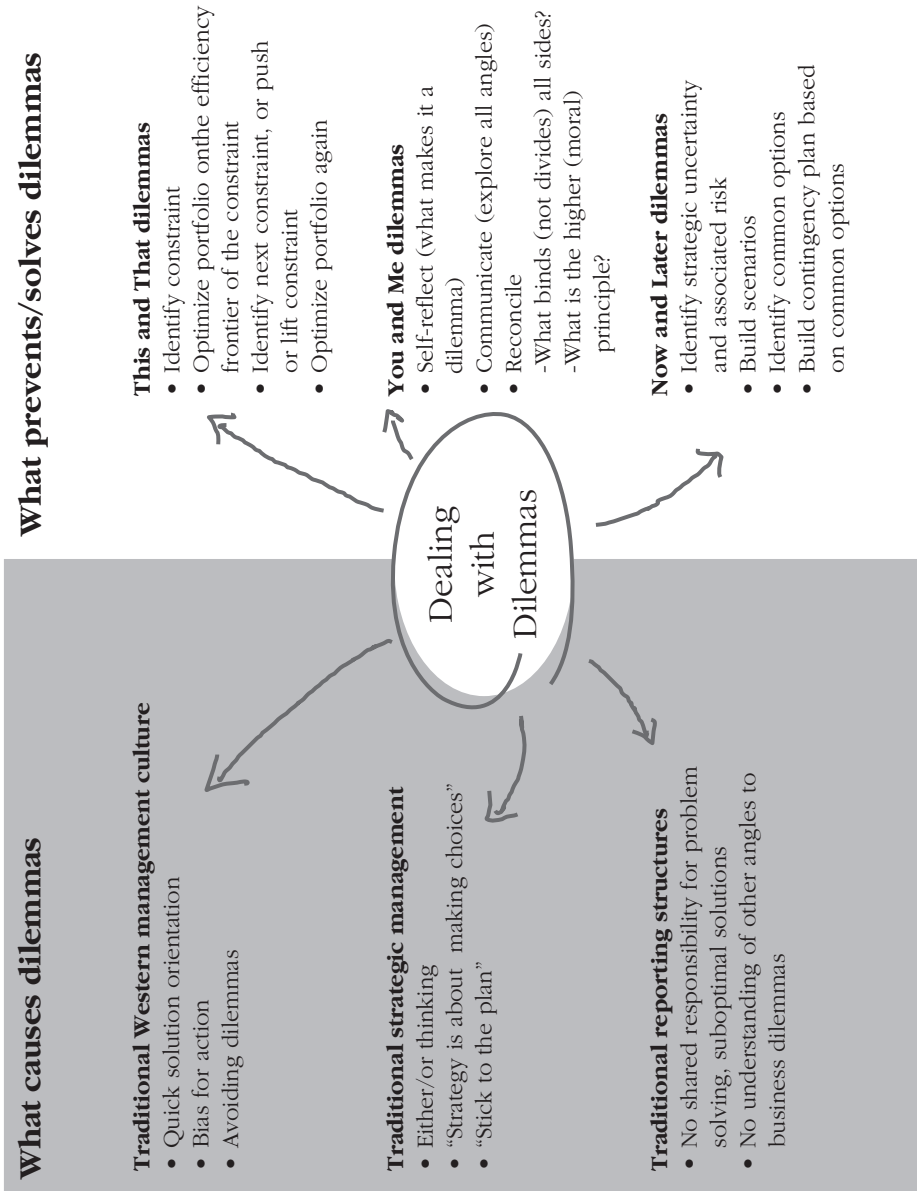 What causes dilemmas
Traditional Western management culture
• Quick solution orientation
• Bias for action
• Avoiding dilemmas
Traditional strategic management
• Either/or thinking
• “Strategy is about making choices”
• “Stick to the plan”
Traditional reporting structures
• No shared responsibility for problem
solving, suboptimal solutions
• No understanding of other angles to
business dilemmas
Dealing
with
Dilemmas
What prevents/solves dilemmas
This and That dilemmas
• Identify constraint
• Optimize portfolio onthe efficiency
frontier of the constraint
• Identify next constraint, or push
or lift constraint
• Optimize portfolio again
You and Me dilemmas
• Self-reflect (what makes it a
dilemma)
• Communicate (explore all angles)
• Reconcile
-What binds (not divides) all sides?
-What is the higher (moral)
principle?
Now and Later dilemmas
• Identify strategic uncertainty
and associated risk
• Build scenarios
• Identify common options
• Build contingency plan based
on common options